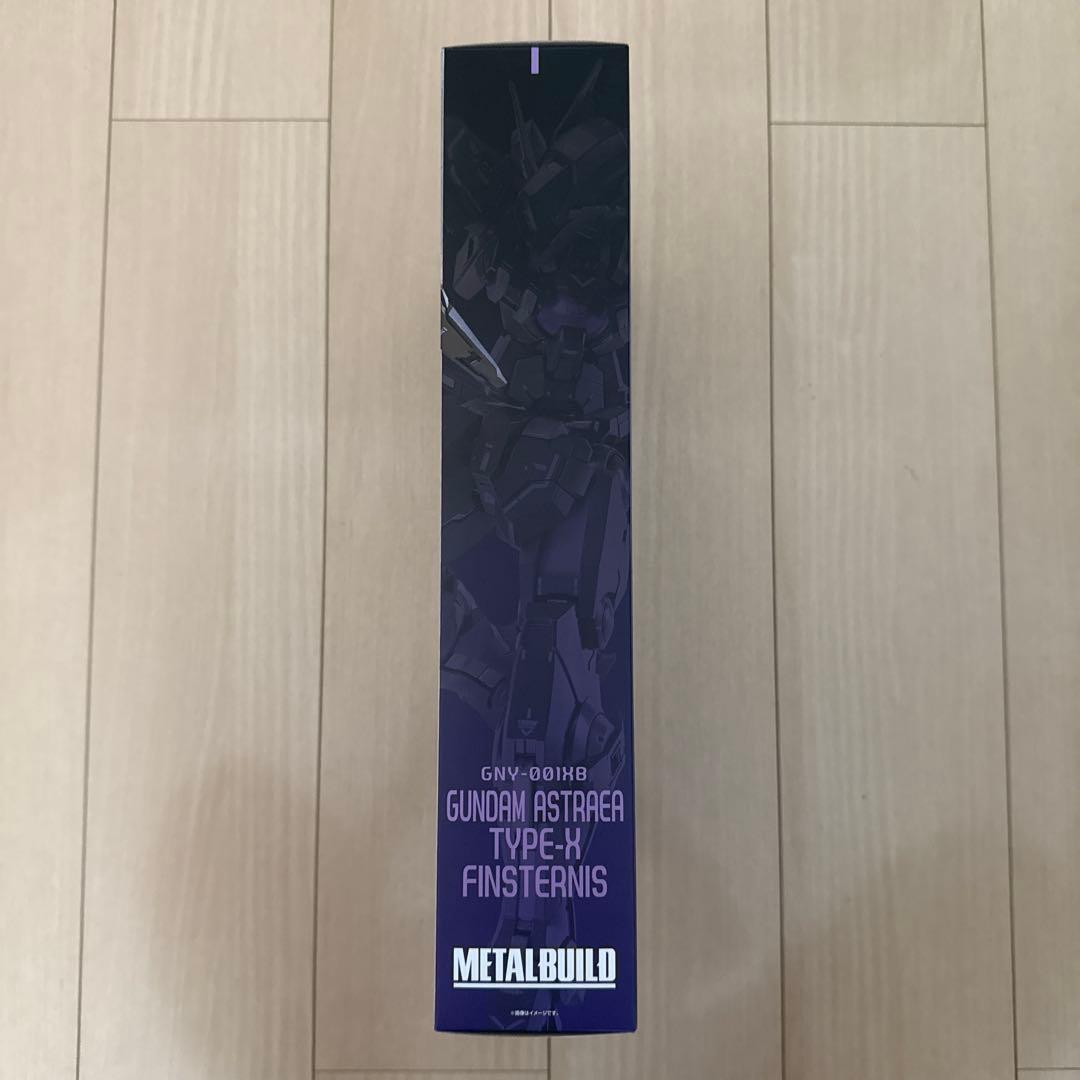 GNY-001XB
GUNDAM ASTRAEA
TYPE-X
FINSTERNIS
METALBUILD
※画像はイメージです。